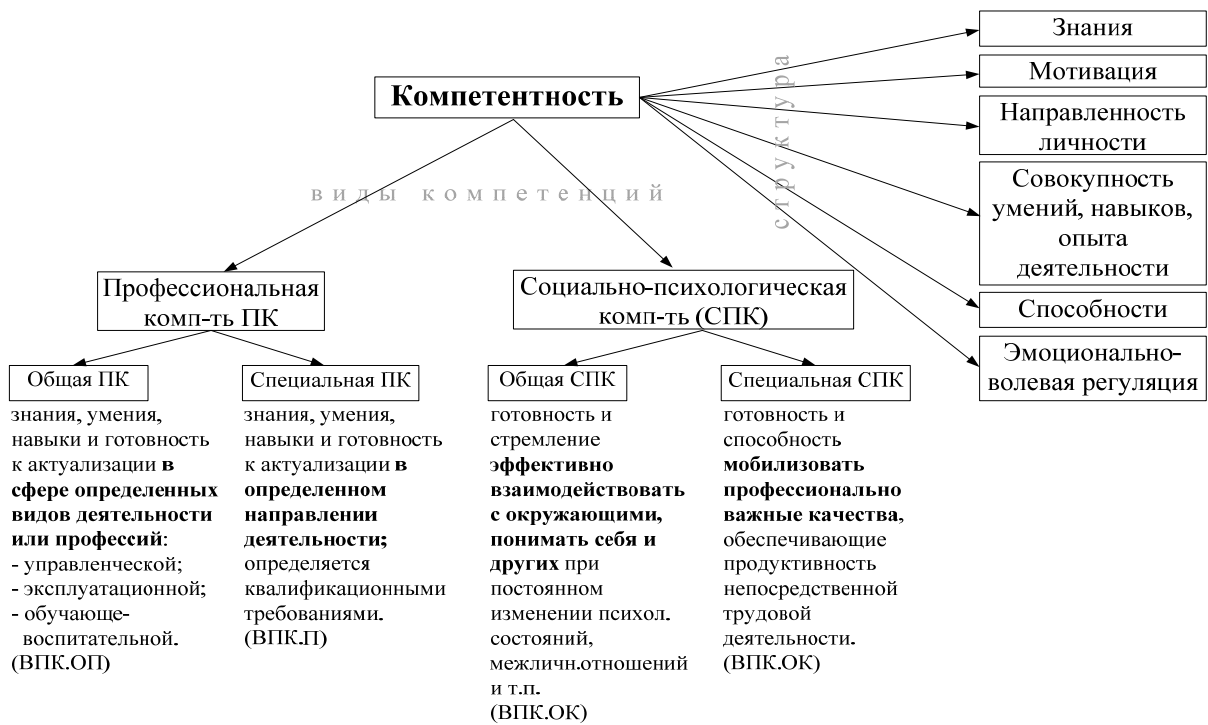 Компетентность
виды компетенций
структура
Знания
Мотивация
Направленность
личности
Совокупность
умений, навыков,
опыта
деятельности
Способности
Эмоционально-
волевая регуляция
Профессиональная
комп-ть ПК
Социально-психологическая
комп-ть (СПК)
Общая ПК
знания, умения,
навыки и готовность
к актуализации в
сфере определенных
видов деятельности
или профессий:
- управленческой;
- эксплуатационной;
- обучающе-
воспитательной.
(ВПК.ОП)
Специальная ПК
знания, умения,
навыки и готовность
к актуализации в
определенном
направлении
деятельности;
определяется
квалификационными
требованиями.
(ВПК.П)
Общая СПК
готовность и
стремление
эффективно
взаимодействовать
с окружающими,
понимать себя и
других при
постоянном
изменении психол.
состояний,
межличн.отношений
и т.п.
(ВПК.ОК)
Специальная СПК
готовность и
способность
мобилизовать
профессионально
важные качества,
обеспечивающие
продуктивность
непосредственной
трудовой
деятельности.
(ВПК.ОК)